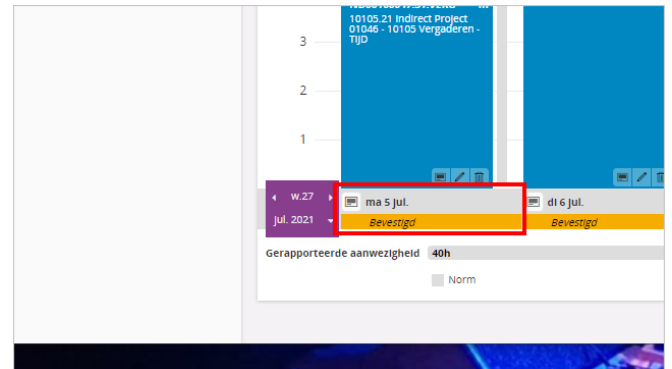 10105.21 Indirect Project
01046 - 10105 Vergaderen -
TIJD
3
2
1
w.27
jul. 2021
ma 5 jul.
Bevestigd
di 6 jul.
Bevestigd
Gerapporteerde aanwezigheid 40h
Norm